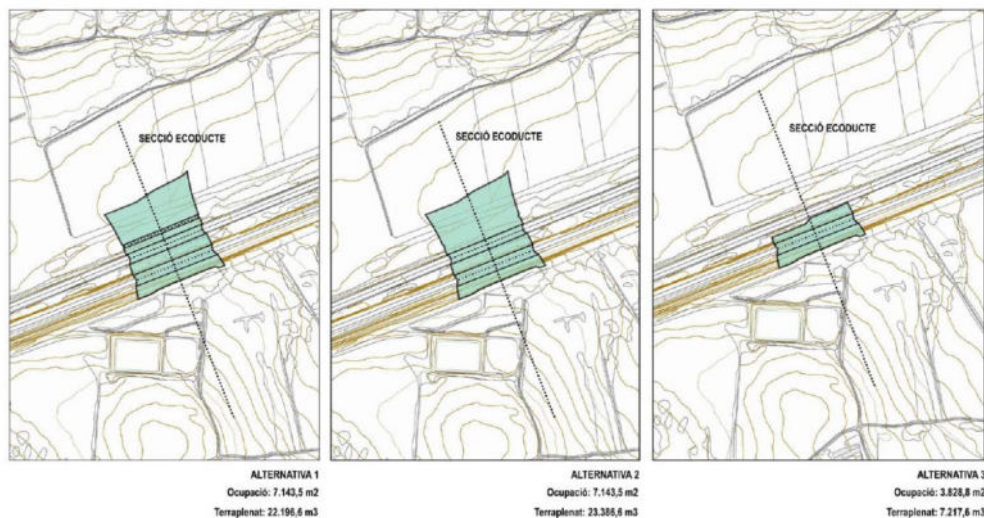 SECCIÓ ECODUCTE
SECCIÓ ECODUCTE
SECCIÓ ECODUCTE
ALTERNATIVA 1
Ocupació: 7.143,5 m2
Terraplenat: 22.196,6 m3
ALTERNATIVA 2
Ocupació: 7.143,5 m2
Terraplenat: 23.386,6 m3
ALTERNATIVA 3
Ocupació: 3.828,8 m2
Terraplenat: 7.217,6 m3